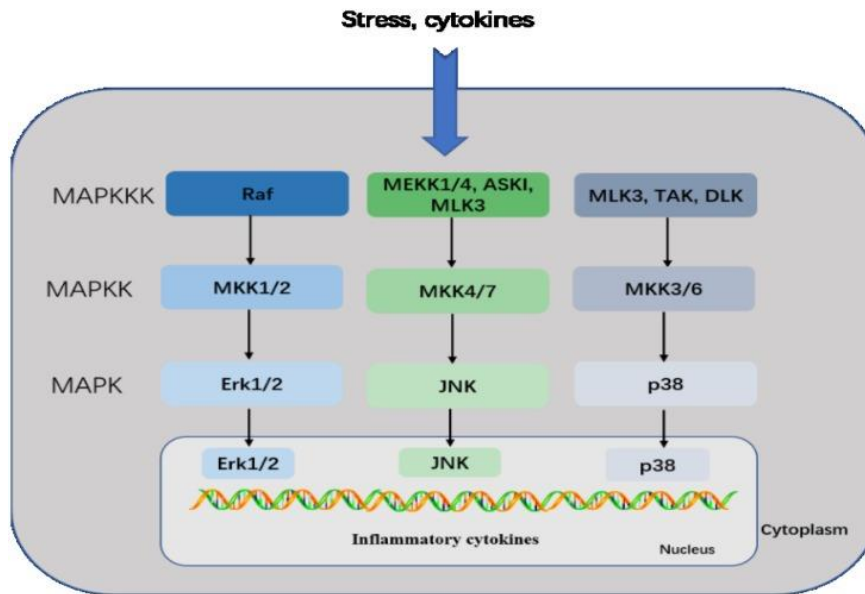 Stress, cytokines
MAPKKK
Raf
MEKK1/4, ASKI,
MLK3
MLK3, TAK, DLK
MAPKK
MKK1/2
MKK4/7
MKK3/6
MAPK
Erk1/2
JNK
p38
Erk1/2
JNK
p38
Inflammatory cytokines
Nucleus
Cytoplasm